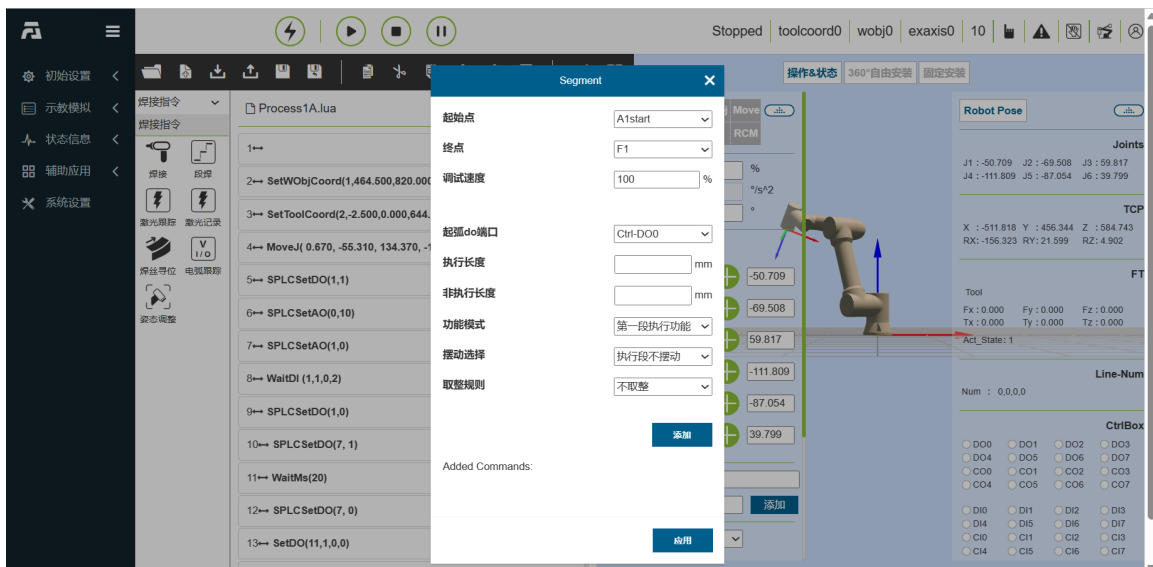 Stopped toolcoord0 wobj0 exaxis0 10
初始设置
示教模拟
状态信息
辅助应用
系统设置
焊接指令
焊接指令
焊接 段焊
激光跟踪 激光记录
焊丝寻位 电弧跟踪
姿态调整
Process1A.lua
1
2 SetWObjCoord(1,464.500,820.000
3 SetToolCoord(2,-2.500,0.000,644.
4 MoveJ( 0.670, -55.310, 134.370, -1
5 SPLCSetDO(1,1)
6 SPLCSetAO(0,10)
7 SPLCSetAO(1,0)
8 WaitDI (1,1,0,2)
9 SPLCSetDO(1,0)
10 SPLCSetDO(7, 1)
11 WaitMs(20)
12 SPLCSetDO(7, 0)
13 SetDO(11,1,0,0)
Segment
起始点 A1start
终点 F1
调试速度 100 %
起弧do端口 Ctrl-DO0
执行长度 mm
非执行长度 mm
功能模式 第一段执行功能
摆动选择 执行段不摆动
取整规则 不取整
添加
Added Commands:
应用
操作&状态 360°自由安装 固定安装
Move
RCM
%
°/s^2
°
-50.709
-69.508
59.817
-111.809
-87.054
39.799
添加
Robot Pose
Joints
J1 : -50.709 J2 : -69.508 J3 : 59.817
J4 : -111.809 J5 : -87.054 J6 : 39.799
TCP
X : -511.818 Y : 456.344 Z : 584.743
RX: -156.323 RY: 21.599 RZ: 4.902
FT
Tool
Fx : 0.000 Fy : 0.000 Fz : 0.000
Tx : 0.000 Ty : 0.000 Tz : 0.000
Act_State: 1
Line-Num
Num : 0,0,0,0
CtrlBox
DO0 DO1 DO2 DO3
DO4 DO5 DO6 DO7
CO0 CO1 CO2 CO3
CO4 CO5 CO6 CO7
DI0 DI1 DI2 DI3
DI4 DI5 DI6 DI7
CI0 CI1 CI2 CI3
CI4 CI5 CI6 CI7